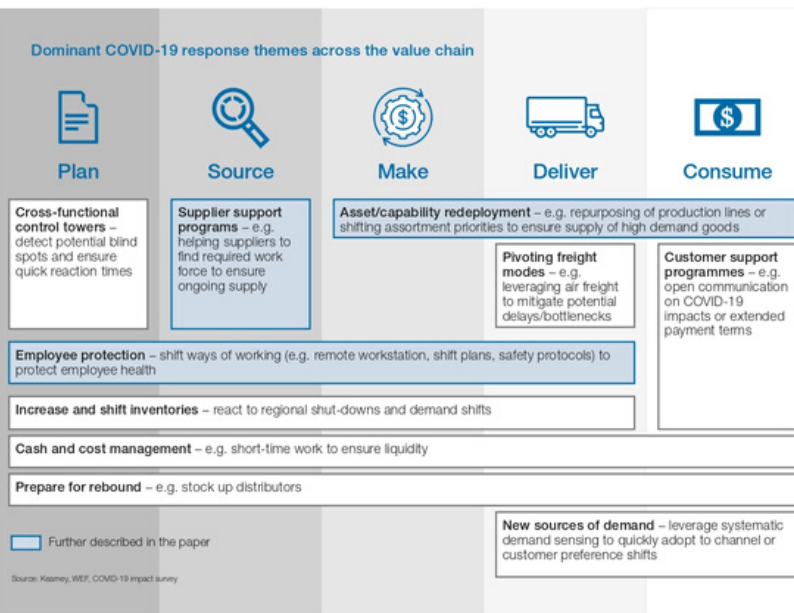 Dominant COVID-19 response themes across the value chain
Plan
Source
Make
Deliver
Consume
Cross-functional
control towers –
detect potential blind
spots and ensure
quick reaction times
Supplier support
programs – e.g.
helping suppliers to
find required work
force to ensure
ongoing supply
Asset/capability redeployment – e.g. repurposing of production lines or
shifting assortment priorities to ensure supply of high demand goods
Pivoting freight
modes – e.g.
leveraging air freight
to mitigate potential
delays/bottlenecks
Customer support
programmes – e.g.
open communication
on COVID-19
impacts or extended
payment terms
Employee protection – shift ways of working (e.g. remote workstation, shift plans, safety protocols) to
protect employee health
Increase and shift inventories – react to regional shut-downs and demand shifts
Cash and cost management – e.g. short-time work to ensure liquidity
Prepare for rebound – e.g. stock up distributors
New sources of demand – leverage systematic
demand sensing to quickly adopt to channel or
customer preference shifts
Further described in the paper
Source: Kearney, WEF, COVID-19 impact survey